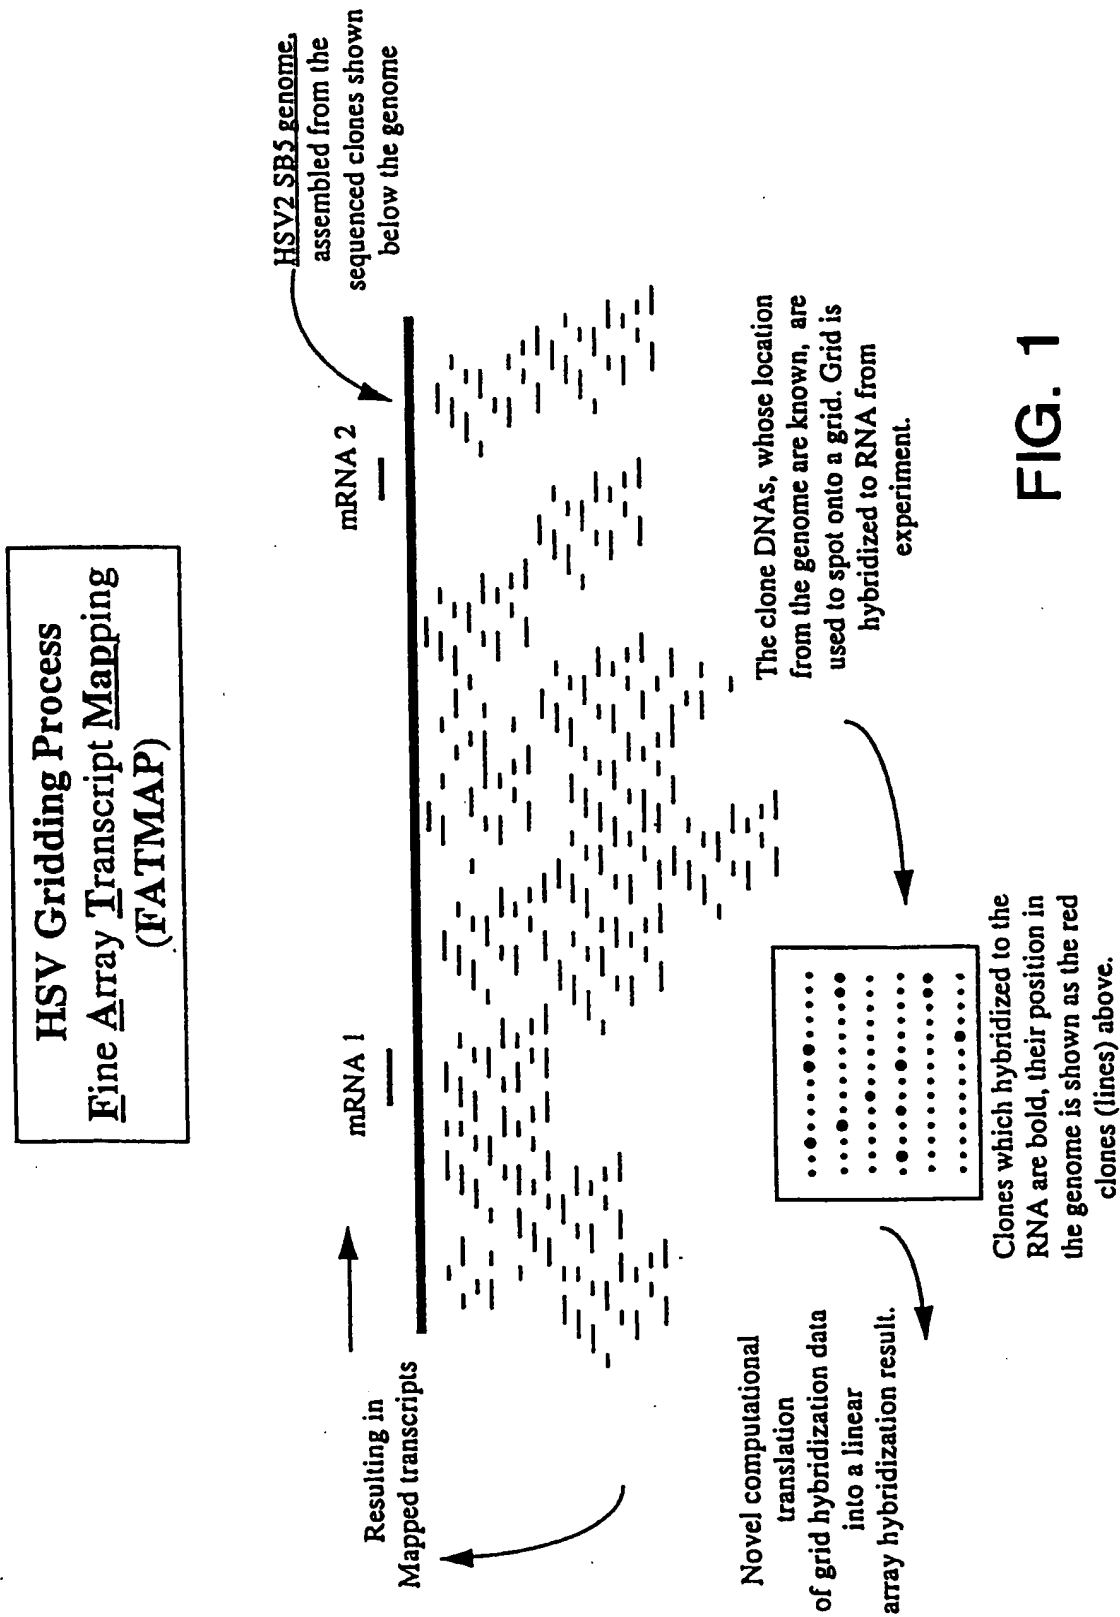 HSV Gridding Process
Fine Array Transcript Mapping
(FATMAP)
HSV2 SB5 genome,
assembled from the
sequenced clones shown
below the genome
mRNA 1
mRNA 2
Resulting in
Mapped transcripts
The clone DNAs, whose location
from the genome are known, are
used to spot onto a grid. Grid is
hybridized to RNA from
experiment.
Clones which hybridized to the
RNA are bold, their position in
the genome is shown as the red
clones (lines) above.
Novel computational
translation
of grid hybridization data
into a linear
array hybridization result.
FIG. 1